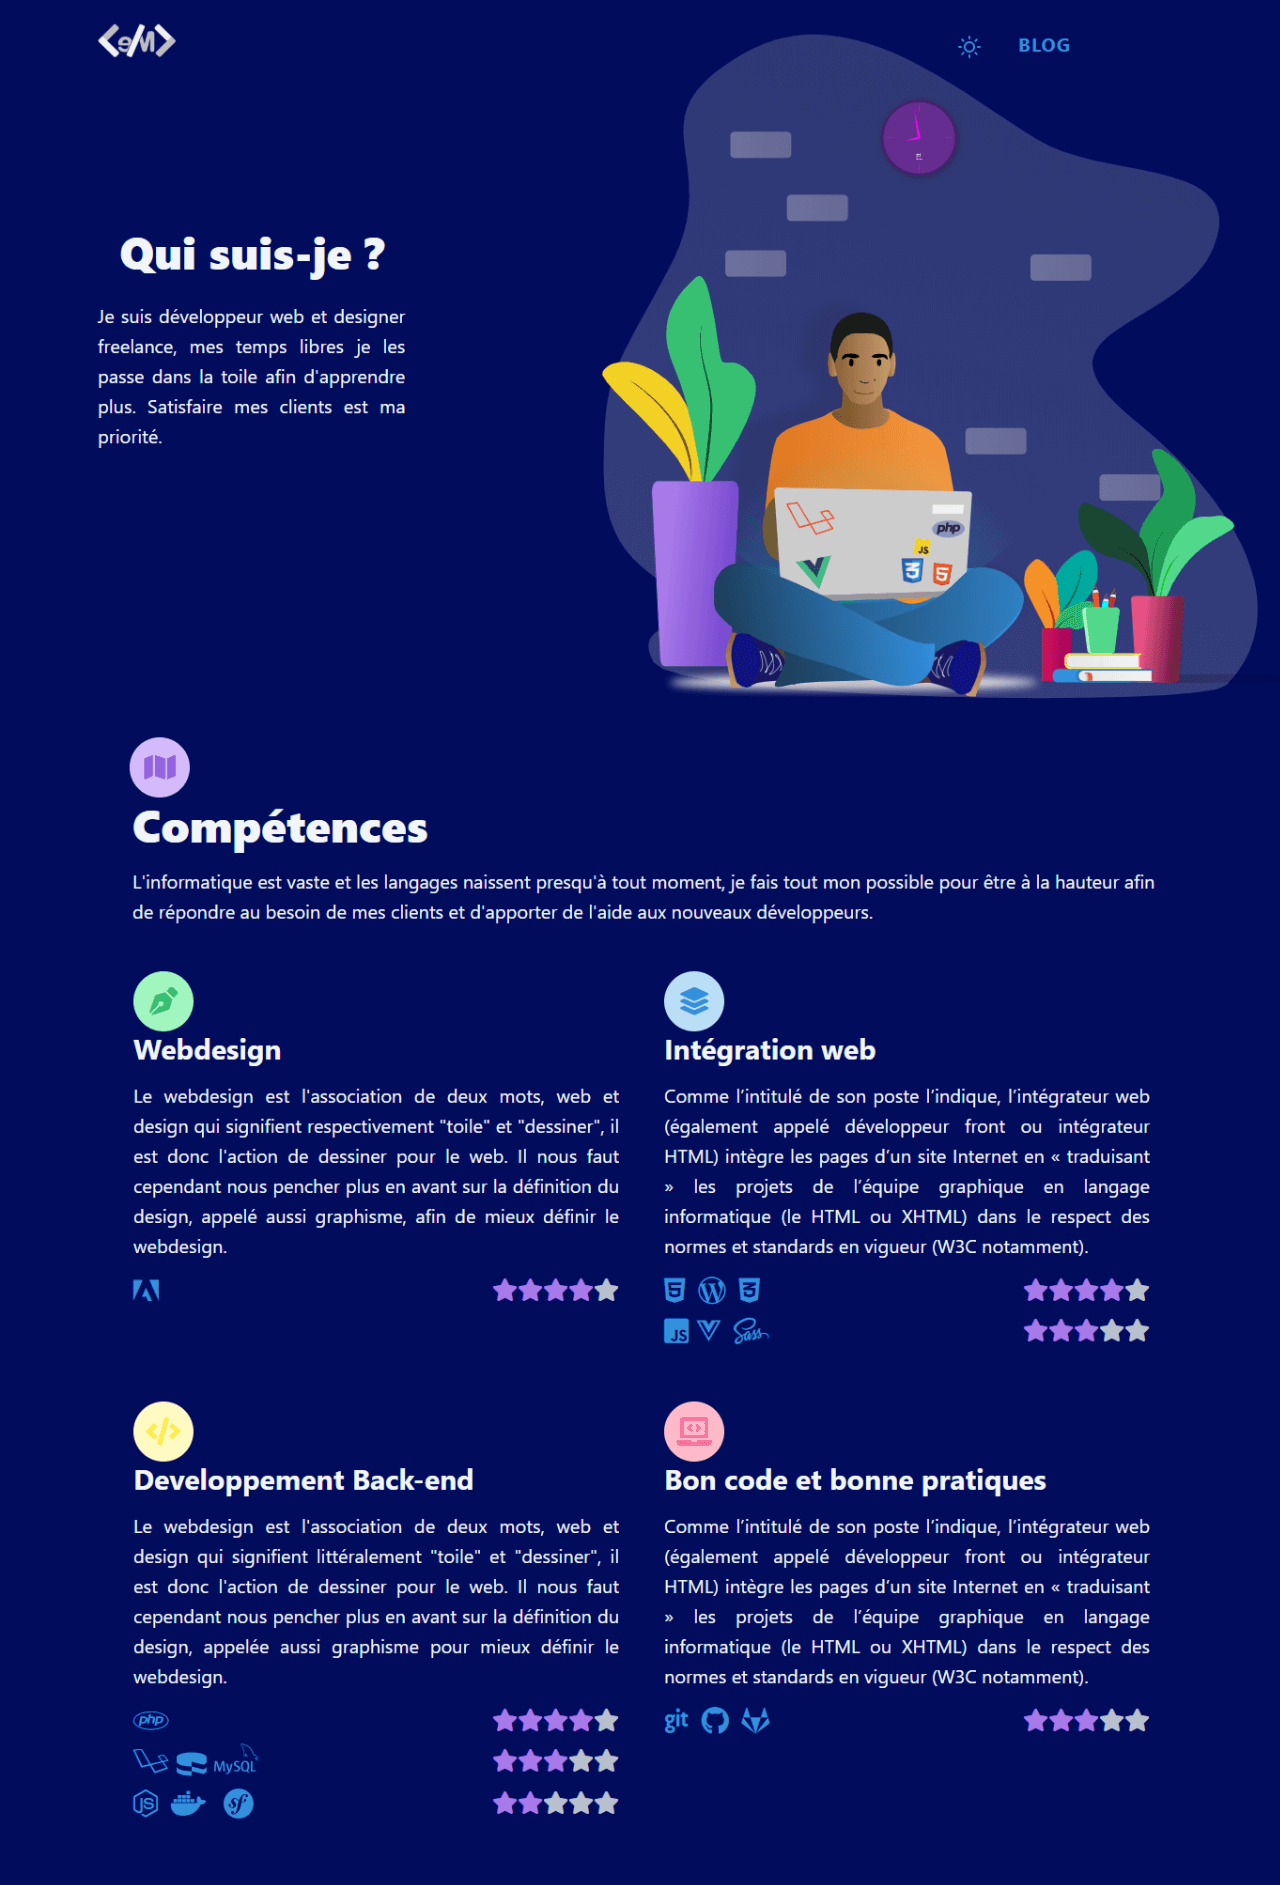 BLOG
Qui suis-je ?
Je suis développeur web et designer
freelance, mes temps libres je les
passe dans la toile afin d'apprendre
plus. Satisfaire mes clients est ma
priorité.
php
JS
3
5
Compétences
L'informatique est vaste et les langages naissent presqu'à tout moment, je fais tout mon possible pour être à la hauteur afin
de répondre au besoin de mes clients et d'apporter de l'aide aux nouveaux développeurs.
Webdesign
Le webdesign est l'association de deux mots, web et
design qui signifient respectivement "toile" et "dessiner", il
est donc l'action de dessiner pour le web. Il nous faut
cependant nous pencher plus en avant sur la définition du
design, appelé aussi graphisme, afin de mieux définir le
webdesign.
Intégration web
Comme l’intitulé de son poste l’indique, l’intégrateur web
(également appelé développeur front ou intégrateur
HTML) intègre les pages d’un site Internet en « traduisant
» les projets de l’équipe graphique en langage
informatique (le HTML ou XHTML) dans le respect des
normes et standards en vigueur (W3C notamment).
5 W 3
JS Sass
Developpement Back-end
Le webdesign est l'association de deux mots, web et
design qui signifient littéralement "toile" et "dessiner", il
est donc l'action de dessiner pour le web. Il nous faut
cependant nous pencher plus en avant sur la définition du
design, appelée aussi graphisme pour mieux définir le
webdesign.
php
MySQL
JS sf
Bon code et bonne pratiques
Comme l’intitulé de son poste l’indique, l’intégrateur web
(également appelé développeur front ou intégrateur
HTML) intègre les pages d’un site Internet en « traduisant
» les projets de l’équipe graphique en langage
informatique (le HTML ou XHTML) dans le respect des
normes et standards en vigueur (W3C notamment).
git